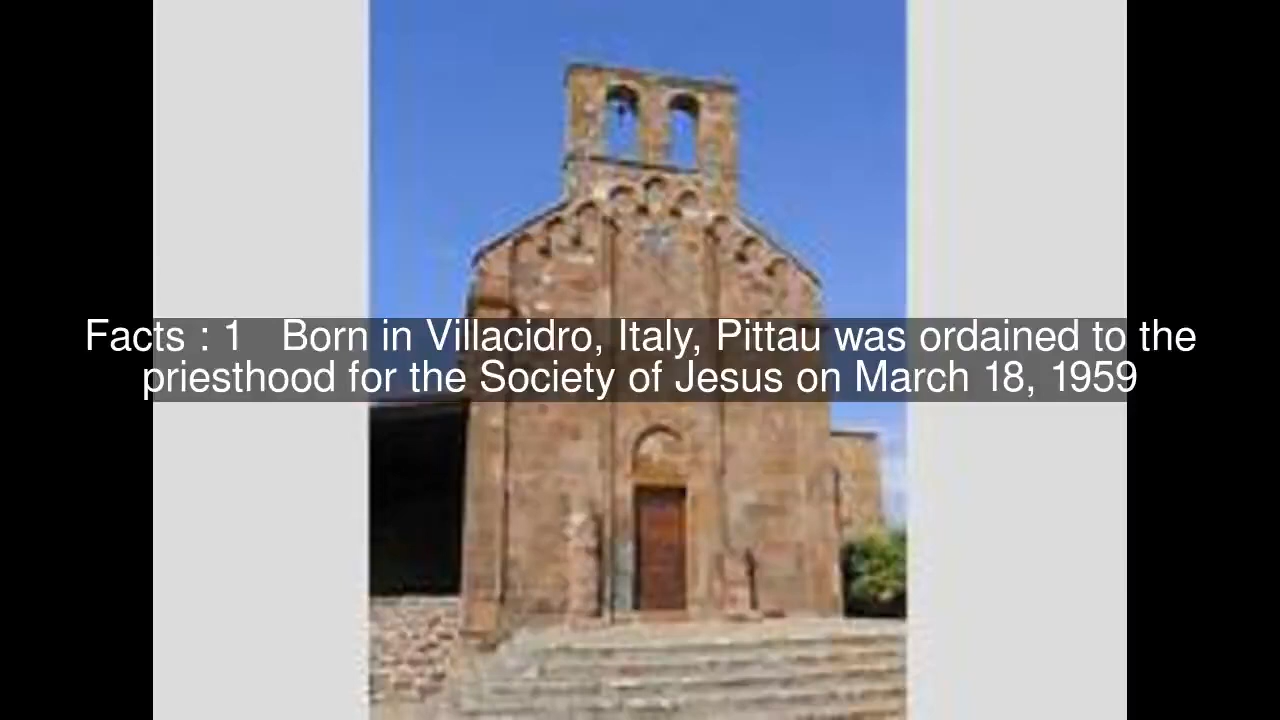 Facts : 1 Born in Villacidro, Italy, Pittau was ordained to the
priesthood for the Society of Jesus on March 18, 1959